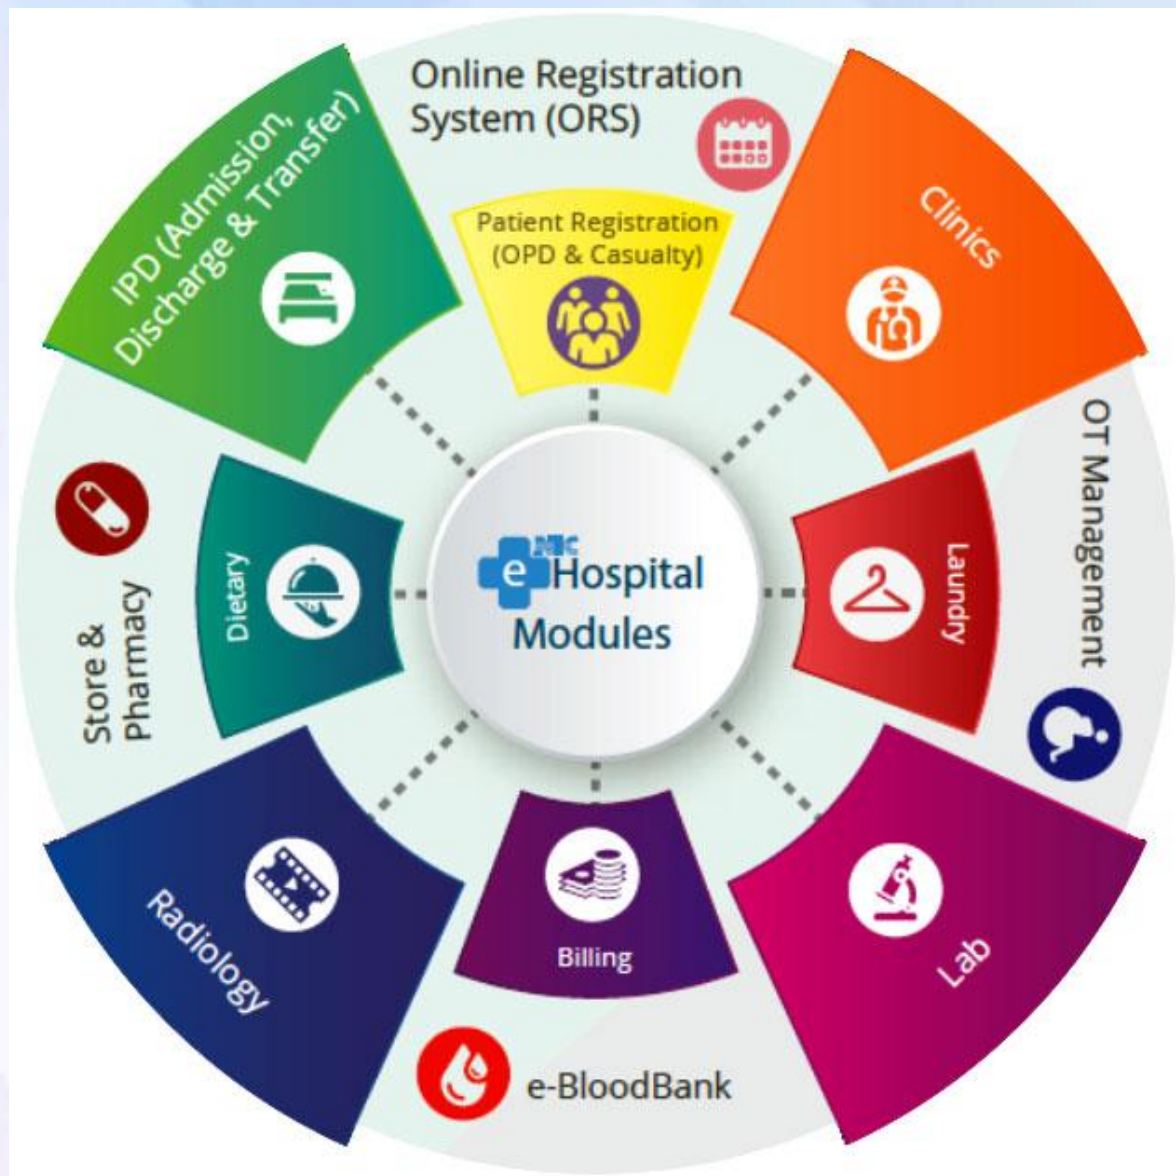 Online Registration
System (ORS)
IPD (Admission,
Discharge & Transfer)
Patient Registration
(OPD & Casualty)
Clinics
OT Management
Store &
Pharmacy
Dietary
NIC
e Hospital
Modules
Laundry
Radiology
Billing
Lab
e-BloodBank